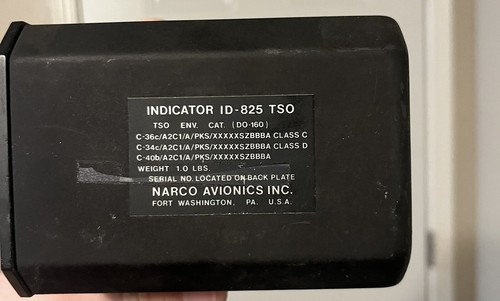 INDICATOR ID-825 TSO
TSO ENV. CAT. (DO-160)
C-36c/A2C1/A/PKS/XXXXXSZBBBA CLASS C
C-34c/A2C1/A/PKS/XXXXXSZBBBA CLASS D
C-40b/A2C1/A/PKS/XXXXXSZBBBA
WEIGHT 1.0 LBS.
SERIAL NO. LOCATED ON BACK PLATE
NARCO AVIONICS INC.
FORT WASHINGTON, PA. U.S.A.